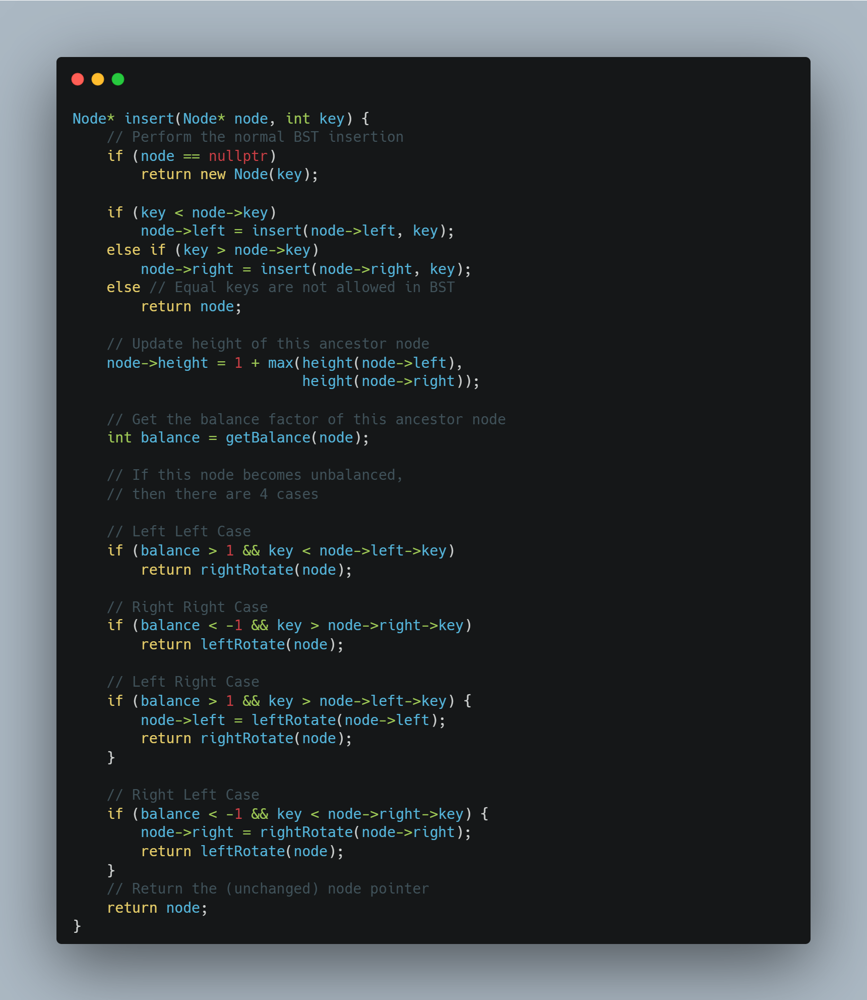 Node* insert(Node* node, int key) {
    // Perform the normal BST insertion
    if (node == nullptr)
        return new Node(key);

    if (key < node->key)
        node->left = insert(node->left, key);
    else if (key > node->key)
        node->right = insert(node->right, key);
    else // Equal keys are not allowed in BST
        return node;

    // Update height of this ancestor node
    node->height = 1 + max(height(node->left),
                           height(node->right));

    // Get the balance factor of this ancestor node
    int balance = getBalance(node);

    // If this node becomes unbalanced,
    // then there are 4 cases

    // Left Left Case
    if (balance > 1 && key < node->left->key)
        return rightRotate(node);

    // Right Right Case
    if (balance < -1 && key > node->right->key)
        return leftRotate(node);

    // Left Right Case
    if (balance > 1 && key > node->left->key) {
        node->left = leftRotate(node->left);
        return rightRotate(node);
    }

    // Right Left Case
    if (balance < -1 && key < node->right->key) {
        node->right = rightRotate(node->right);
        return leftRotate(node);
    }
    // Return the (unchanged) node pointer
    return node;
}